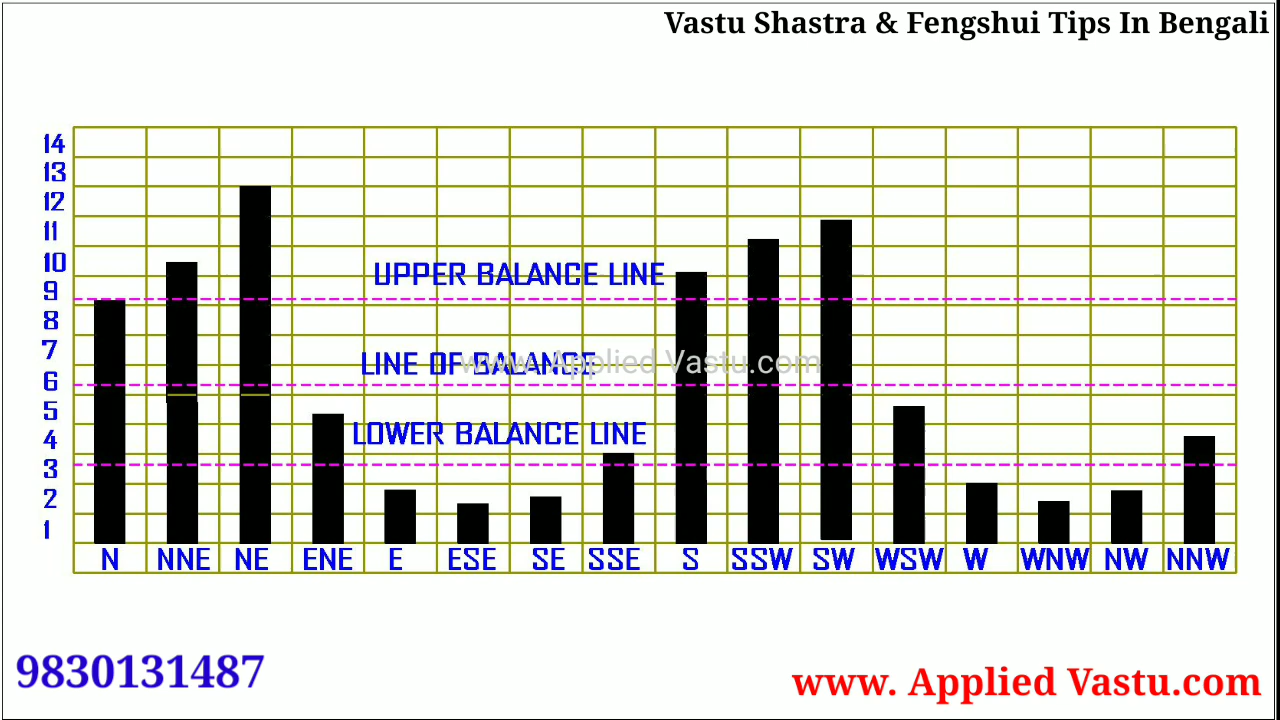 Vastu Shastra & Fengshui Tips In Bengali
14
13
12
11
10
9
8
7
6
5
4
3
2
1
UPPER BALANCE LINE
LINE OF BALANCE
www. Applied Vastu.com
LOWER BALANCE LINE
N NNE NE ENE E ESE SE SSE S SSW SW WSW W WNW NW NNW
9830131487
www. Applied Vastu.com